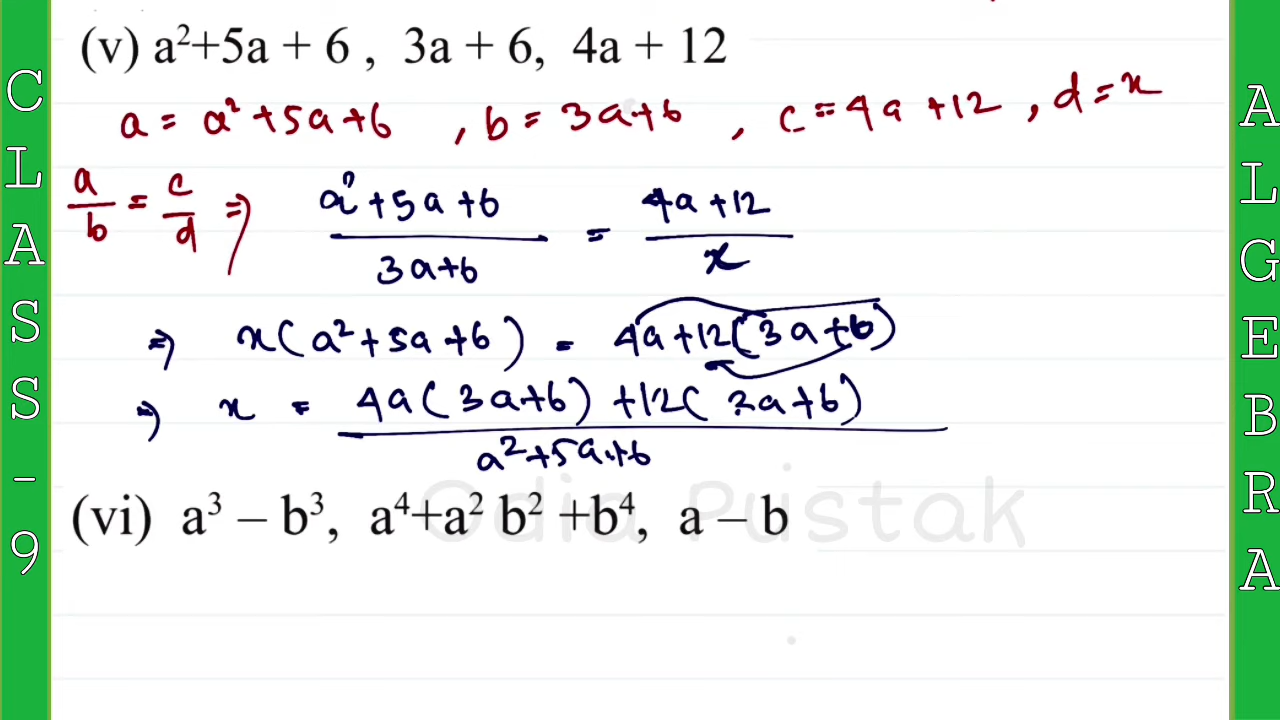 CLASS-9
(v) a²+5a + 6 , 3a + 6, 4a + 12
a = a²+5a+6 , b = 3a+6 , c = 4a+12 , d = x
a/b = c/d ⇒ (a²+5a+6)/(3a+6) = (4a+12)/x
⇒ x(a²+5a+6) = 4a+12(3a+6)
⇒ x = (4a(3a+6) +12(3a+6))/(a²+5a+6)
Odia Pustak
(vi) a³ – b³, a⁴+a² b² +b⁴, a – b
ALGEBRA